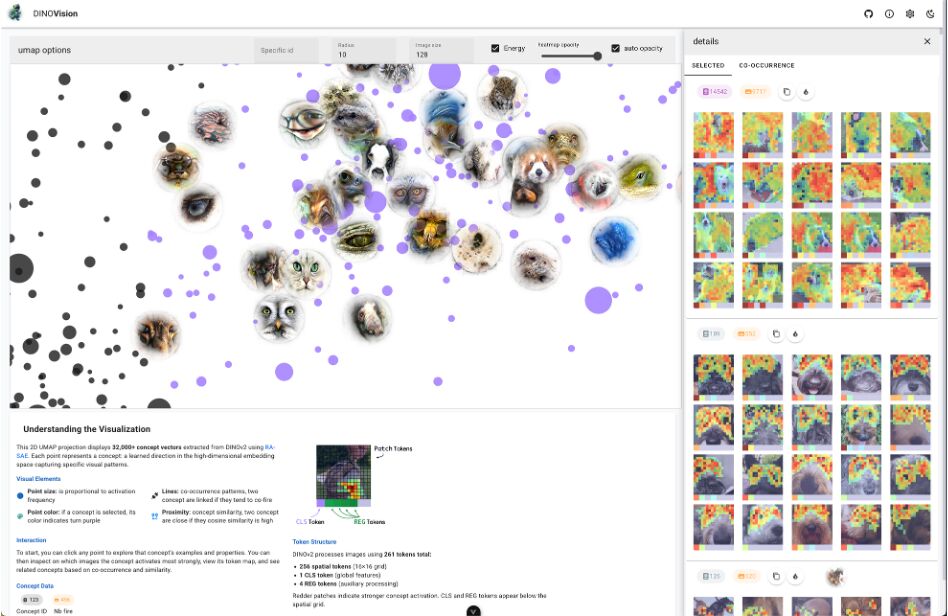 DINOVision
umap options
Specific id
Radius
10
Image size
128
Energy
heatmap opacity
auto opacity
details
SELECTED
CO-OCCURRENCE
14542
Understanding the Visualization
This 2D UMAP projection displays 32,000+ concept vectors extracted from DINOv2 using RA-
SAE. Each point represents a concept: a learned direction in the high-dimensional embedding
space capturing specific visual patterns.
Visual Elements
Point size: is proportional to activation
frequency
Lines: co-occurrence patterns, two
concept are linked if they tend to co-fire
Point color: if a concept is selected, its
color indicates turn purple
Proximity: concept similarity, two concept
are close if they cosine similarity is high
Interaction
To start, you can click any point to explore that concept's examples and properties. You can
then inspect on which images the concept activates most strongly, view its token map, and see
related concepts based on co-occurrence and similarity.
Concept Data
123
Concept ID
Nb fire
Patch Tokens
CLS Token
REG Tokens
Token Structure
DINOv2 processes images using 261 tokens total:
• 256 spatial tokens (16×16 grid)
• 1 CLS token (global features)
• 4 REG tokens (auxiliary processing)
Redder patches indicate stronger concept activation. CLS and REG tokens appear below the
spatial grid.